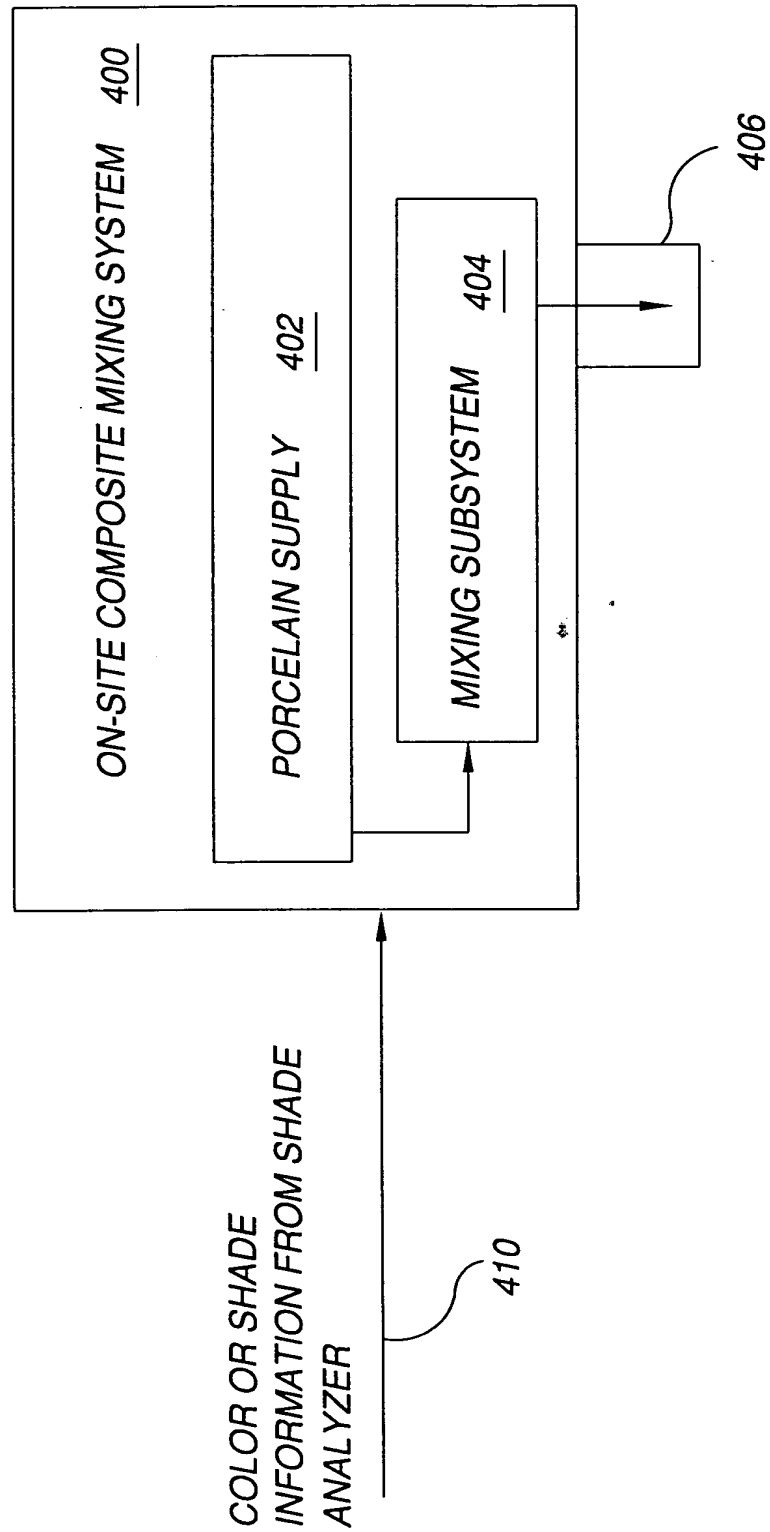 COLOR OR SHADE
INFORMATION FROM SHADE
ANALYZER
410
ON-SITE COMPOSITE MIXING SYSTEM 400
PORCELAIN SUPPLY 402
MIXING SUBSYSTEM 404
406